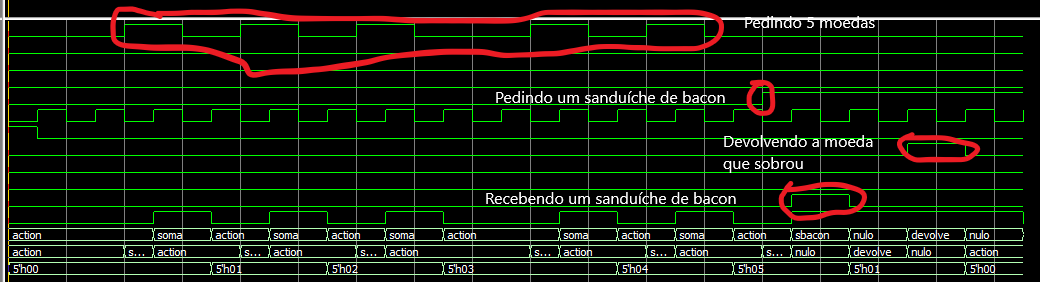 Pedindo 5 moedas
Pedindo um sanduíche de bacon
Devolvendo a moeda
que sobrou
Recebendo um sanduíche de bacon
action soma action soma action soma action soma action soma action sbacon nulo devolve nulo
action s... action s... action s... action s... action s... action s... nulo devolve nulo action
5'h00 5'h01 5'h02 5'h03 5'h04 5'h05 5'h01 5'h00